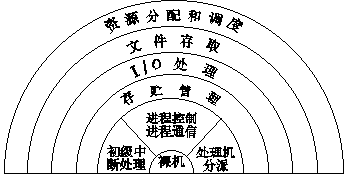 资源分配和调度
文件存取
I/O处理
存贮管理
进程控制
进程通信
初级中
断处理
裸机
处理机
分派